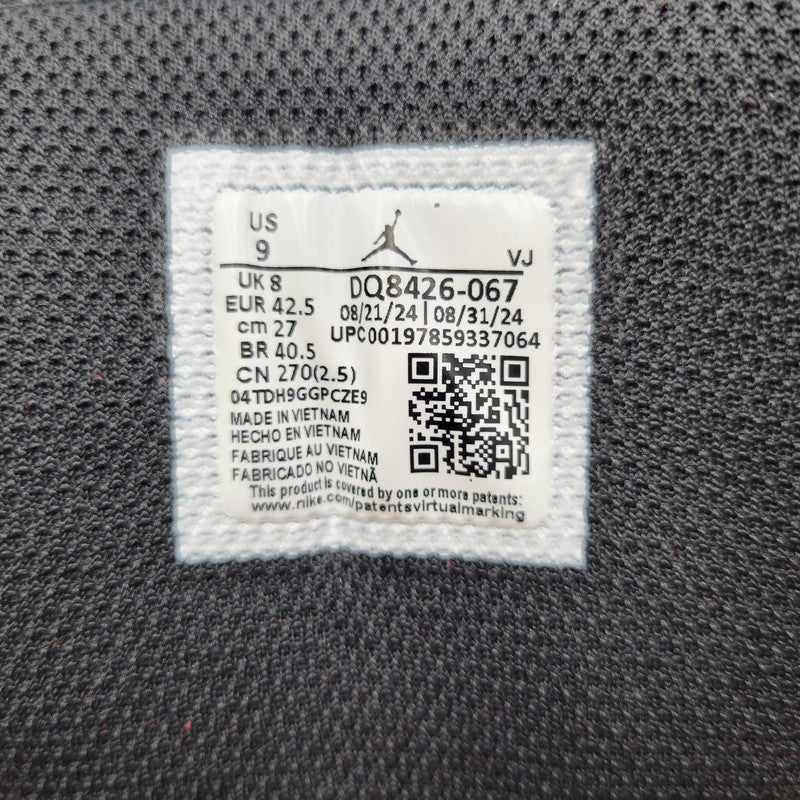 US
9
VJ
UK 8
EUR 42.5
cm 27
BR 40.5
CN 270(2.5)
DQ8426-067
08/21/24 | 08/31/24
UPC00197859337064
04TDH9GGPCZE9
MADE IN VIETNAM
HECHO EN VIETNAM
FABRIQUE AU VIETNAM
FABRICADO NO VIETNÃ
This product is covered by one or more patents:
www.nike.com/patentsvirtualmarking